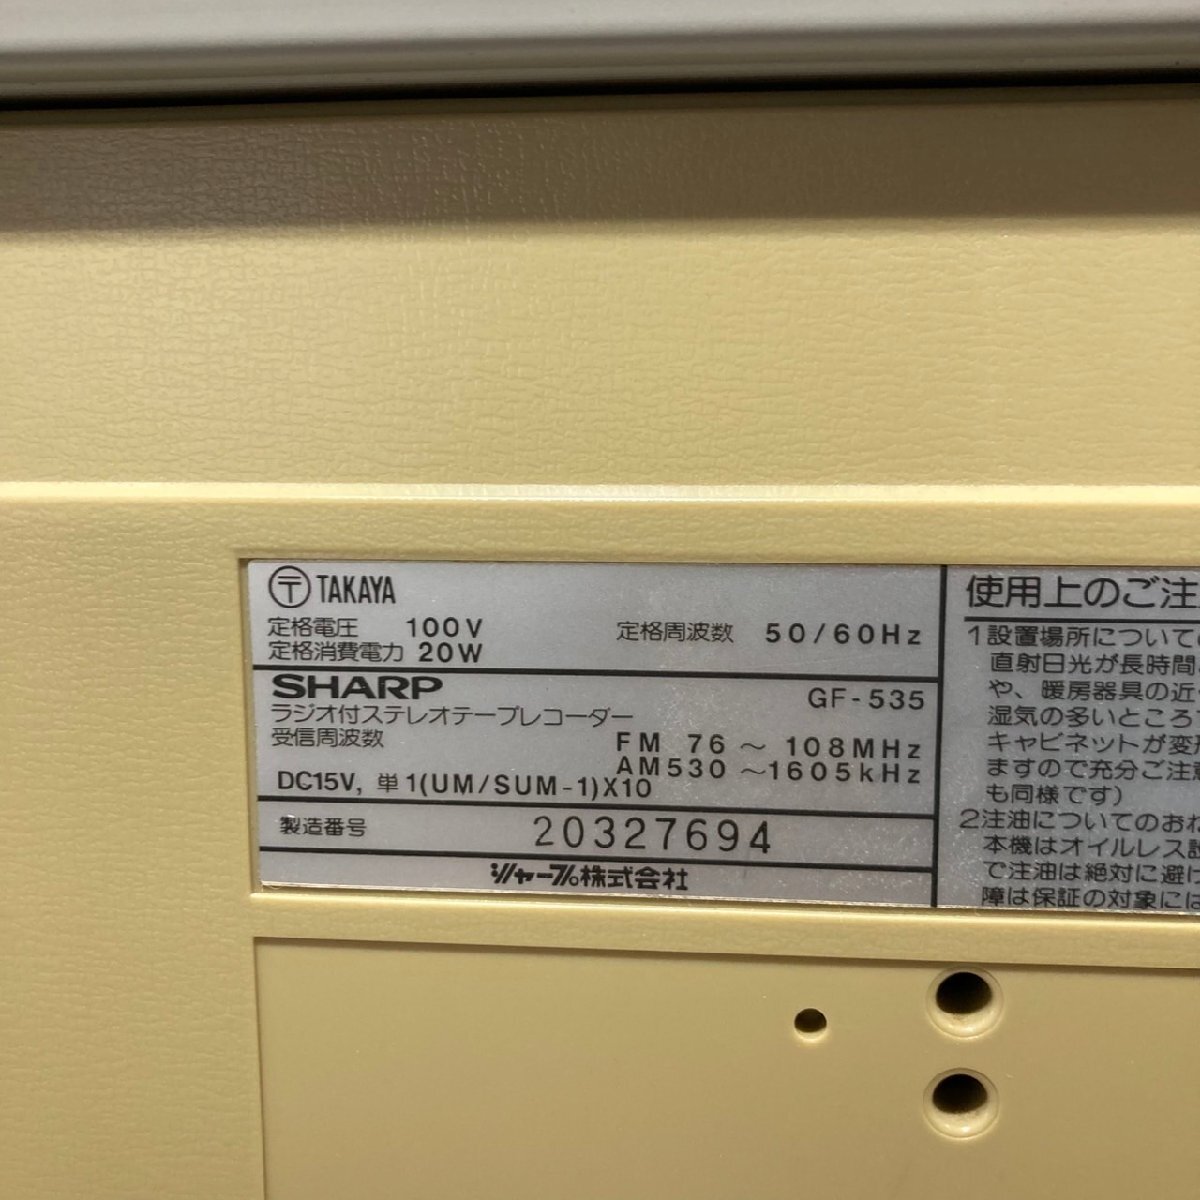 〒 TAKAYA
定格電圧 100V 定格周波数 50/60Hz
定格消費電力 20W
SHARP GF-535
ラジオ付ステレオテープレコーダー
受信周波数 FM 76 ~ 108MHz
AM530 ~1605kHz
DC15V, 単1(UM/SUM-1)X10
製造番号 20327694
シャープ株式会社
使用上のご注
1設置場所について
直射日光が長時間
や、暖房器具の近
湿気の多いところ
キャビネットが変形
ますので充分ご注意
も同様です)
2注油についてのおね
本機はオイルレス設
で注油は絶対に避け
障は保証の対象には